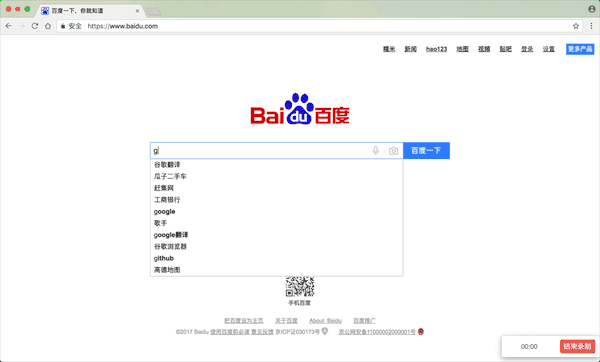 百度一下，你就知道
安全 https://www.baidu.com
糯米 新闻 hao123 地图 视频 贴吧 登录 设置 更多产品
Bai du 百度
g 百度一下
谷歌翻译
瓜子二手车
赶集网
工商银行
google
歌手
google翻译
谷歌浏览器
github
高德地图
手机百度
把百度设为主页 关于百度 About Baidu 百度推广
©2017 Baidu 使用百度前必读 意见反馈 京ICP证030173号 京公网安备11000002000001号
00:00 结束录制